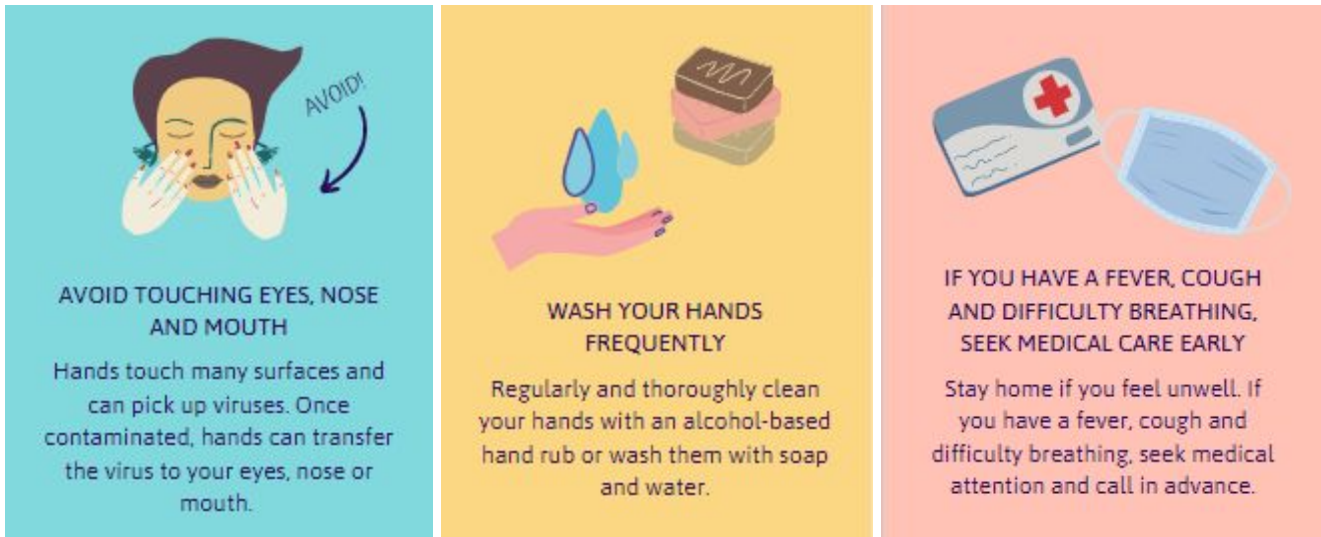 AVOID!
AVOID TOUCHING EYES, NOSE
AND MOUTH
Hands touch many surfaces and
can pick up viruses. Once
contaminated, hands can transfer
the virus to your eyes, nose or
mouth.
WASH YOUR HANDS
FREQUENTLY
Regularly and thoroughly clean
your hands with an alcohol-based
hand rub or wash them with soap
and water.
IF YOU HAVE A FEVER, COUGH
AND DIFFICULTY BREATHING,
SEEK MEDICAL CARE EARLY
Stay home if you feel unwell. If
you have a fever, cough and
difficulty breathing, seek medical
attention and call in advance.